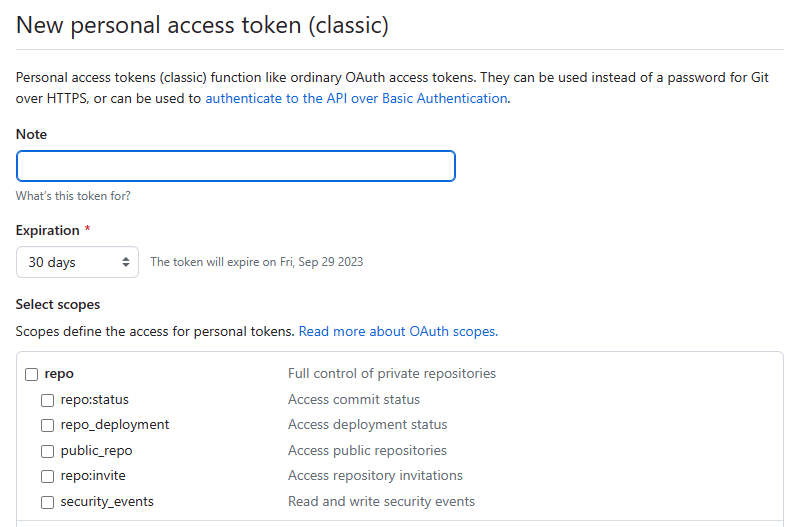 New personal access token (classic)
Personal access tokens (classic) function like ordinary OAuth access tokens. They can be used instead of a password for Git
over HTTPS, or can be used to authenticate to the API over Basic Authentication.
Note
What's this token for?
Expiration *
30 days The token will expire on Fri, Sep 29 2023
Select scopes
Scopes define the access for personal tokens. Read more about OAuth scopes.
repo Full control of private repositories
repo:status Access commit status
repo_deployment Access deployment status
public_repo Access public repositories
repo:invite Access repository invitations
security_events Read and write security events